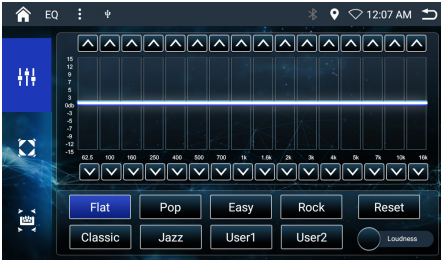 EQ 12:07 AM
15
12
9
7
5
3
0db
-3
-5
-7
-9
-12
-15
62.5 100 160 250 400 500 700 1k 1.6k 2k 3k 4k 5k 7k 10k 16k
Flat Pop Easy Rock Reset
Classic Jazz User1 User2 Loudness